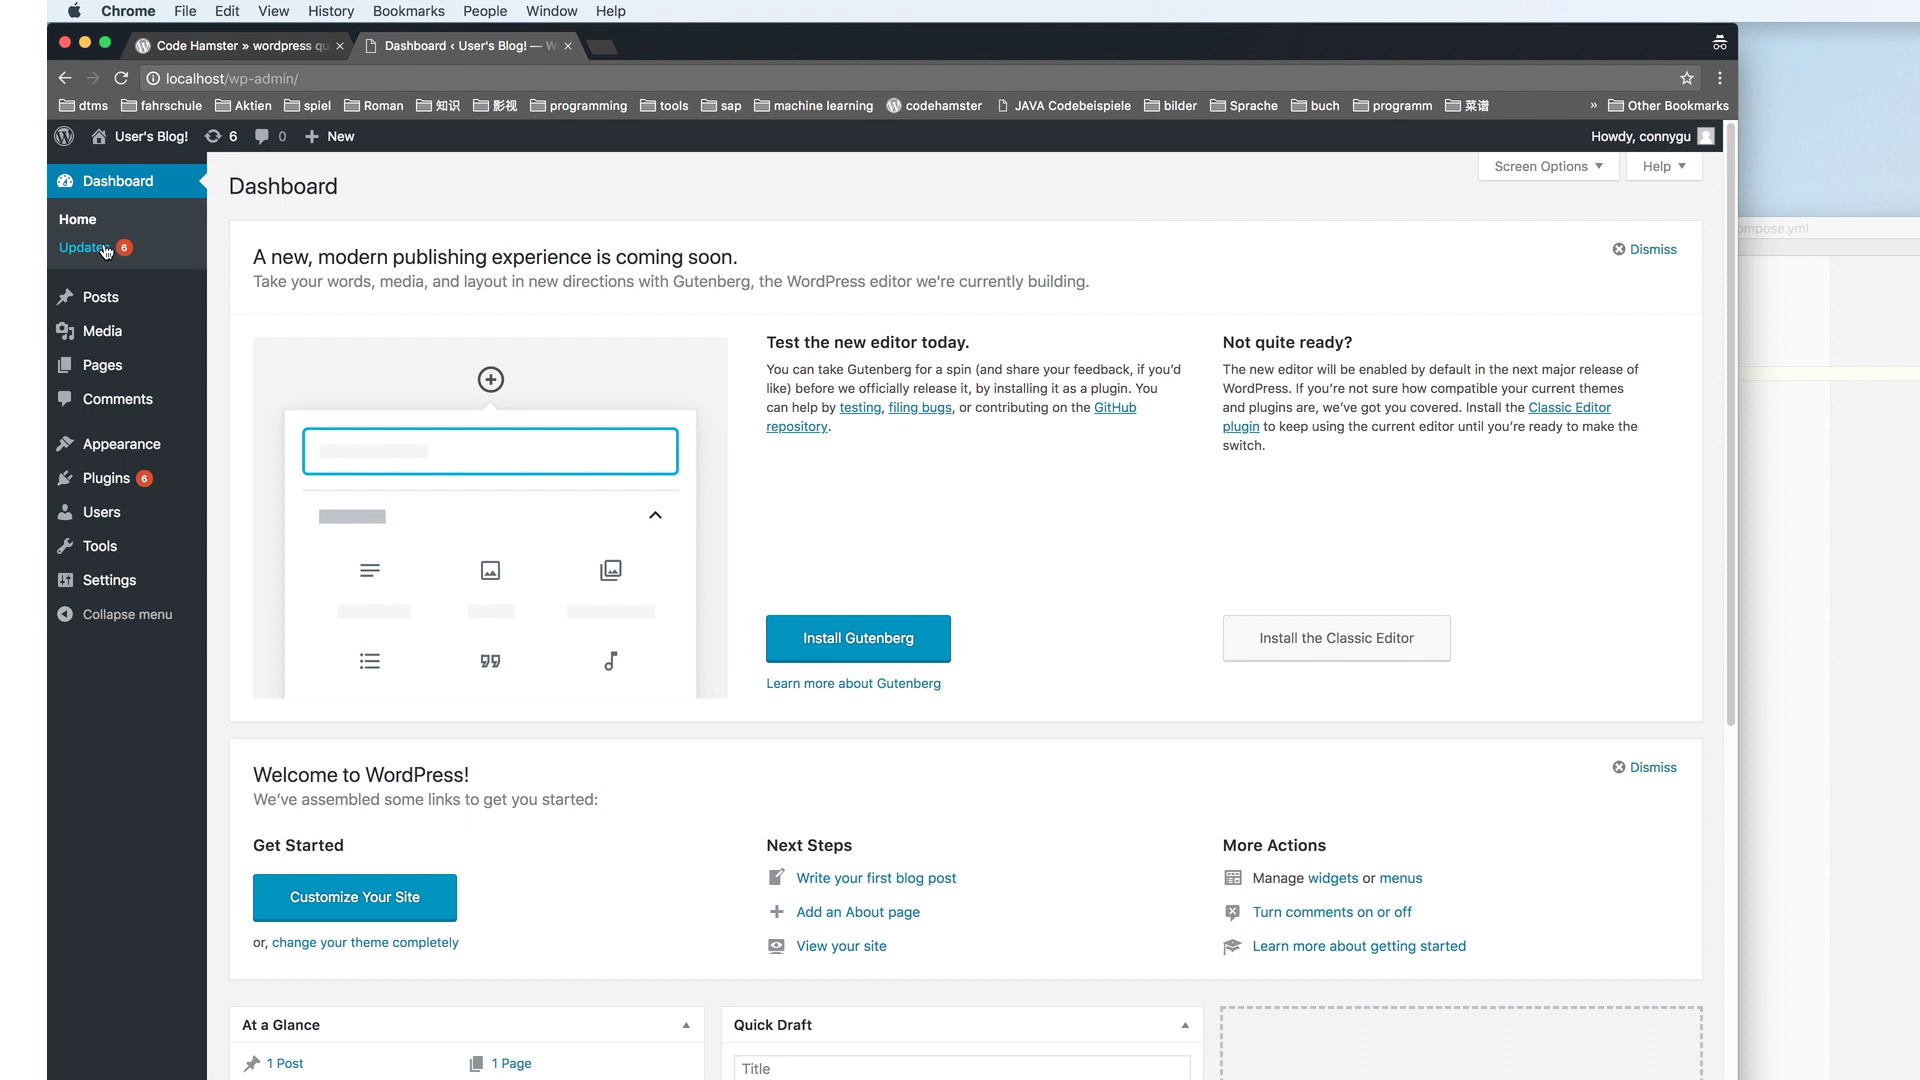 Chrome File Edit View History Bookmarks People Window Help
Code Hamster » wordpress qu
Dashboard ‹ User's Blog! — W
localhost/wp-admin/
dtms fahrschule Aktien spiel Roman 知识 影视 programming tools sap machine learning codehamster JAVA Codebeispiele bilder Sprache buch programm 菜谱 » Other Bookmarks
User's Blog! 6 0 New
Howdy, connygu
Dashboard
Home
Updates 6
Posts
Media
Pages
Comments
Appearance
Plugins 6
Users
Tools
Settings
Collapse menu
Screen Options Help
Dashboard
A new, modern publishing experience is coming soon.
Dismiss
Take your words, media, and layout in new directions with Gutenberg, the WordPress editor we're currently building.
Test the new editor today.
You can take Gutenberg for a spin (and share your feedback, if you'd
like) before we officially release it, by installing it as a plugin. You
can help by testing, filing bugs, or contributing on the GitHub
repository.
Install Gutenberg
Learn more about Gutenberg
Not quite ready?
The new editor will be enabled by default in the next major release of
WordPress. If you're not sure how compatible your current themes
and plugins are, we've got you covered. Install the Classic Editor
plugin to keep using the current editor until you're ready to make the
switch.
Install the Classic Editor
Welcome to WordPress!
Dismiss
We've assembled some links to get you started:
Get Started
Customize Your Site
or, change your theme completely
Next Steps
Write your first blog post
Add an About page
View your site
More Actions
Manage widgets or menus
Turn comments on or off
Learn more about getting started
At a Glance
1 Post
1 Page
Quick Draft
Title
ompose.yml